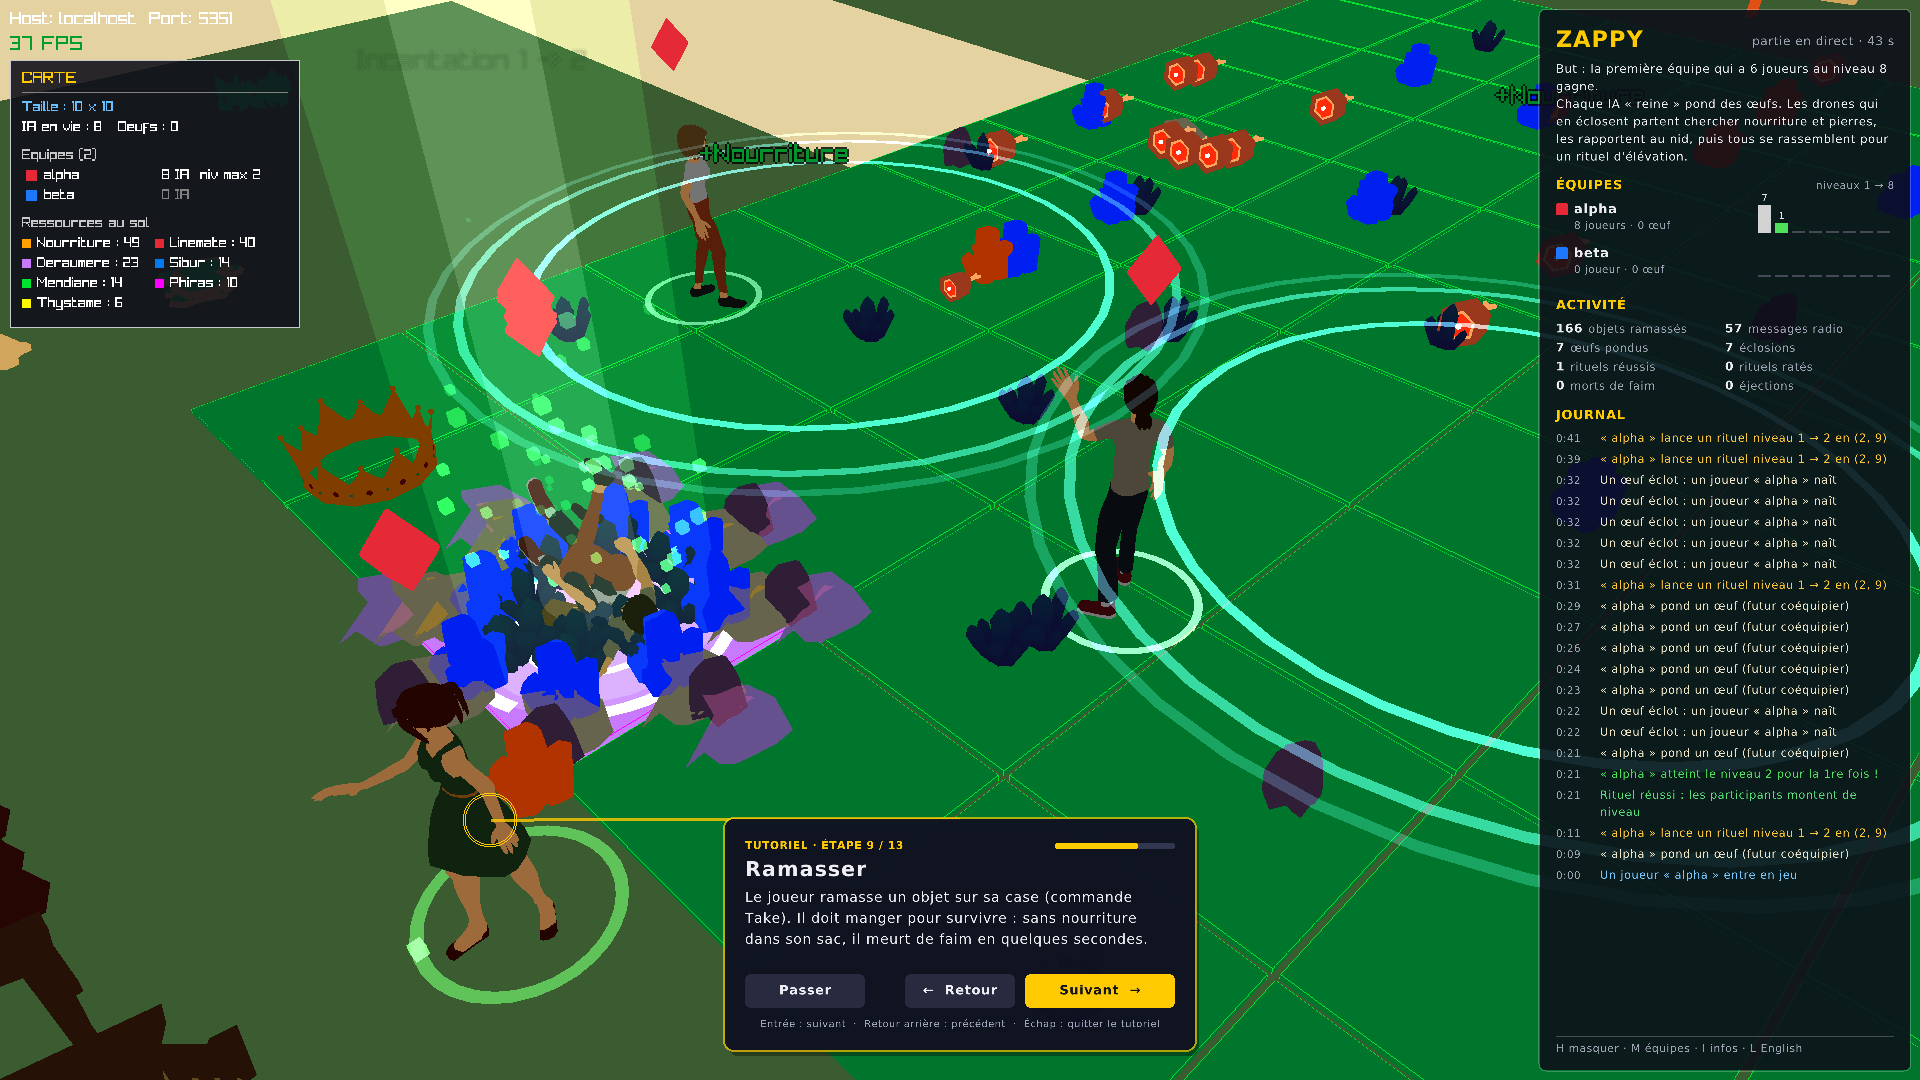 Host: localhost  Port: 5351
37 FPS
CARTE
Taille : 10 x 10
IA en vie : 8  Oeufs : 0
Equipes (2)
alpha  8 IA  niv max 2
beta  0 IA
Ressources au sol
Nourriture : 49  Linemate : 40
Deraumere : 23  Sibur : 14
Mendiane : 14  Phiras : 10
Thystame : 6
Incantation 1 -> 2
+Nourriture
ZAPPY  partie en direct · 43 s
But : la première équipe qui a 6 joueurs au niveau 8
gagne.
Chaque IA « reine » pond des œufs. Les drones qui
en éclosent partent chercher nourriture et pierres,
les rapportent au nid, puis tous se rassemblent pour
un rituel d'élévation.
ÉQUIPES  niveaux 1 → 8
alpha  7  1
8 joueurs · 0 œuf
beta
0 joueur · 0 œuf
ACTIVITÉ
166 objets ramassés  57 messages radio
7 œufs pondus  7 éclosions
1 rituels réussis  0 rituels ratés
0 morts de faim  0 éjections
JOURNAL
0:41 « alpha » lance un rituel niveau 1 → 2 en (2, 9)
0:39 « alpha » lance un rituel niveau 1 → 2 en (2, 9)
0:32 Un œuf éclot : un joueur « alpha » naît
0:32 Un œuf éclot : un joueur « alpha » naît
0:32 Un œuf éclot : un joueur « alpha » naît
0:32 Un œuf éclot : un joueur « alpha » naît
0:32 Un œuf éclot : un joueur « alpha » naît
0:31 « alpha » lance un rituel niveau 1 → 2 en (2, 9)
0:29 « alpha » pond un œuf (futur coéquipier)
0:27 « alpha » pond un œuf (futur coéquipier)
0:26 « alpha » pond un œuf (futur coéquipier)
0:24 « alpha » pond un œuf (futur coéquipier)
0:23 « alpha » pond un œuf (futur coéquipier)
0:22 Un œuf éclot : un joueur « alpha » naît
0:22 Un œuf éclot : un joueur « alpha » naît
0:21 « alpha » pond un œuf (futur coéquipier)
0:21 « alpha » atteint le niveau 2 pour la 1re fois !
0:21 Rituel réussi : les participants montent de
niveau
0:11 « alpha » lance un rituel niveau 1 → 2 en (2, 9)
0:09 « alpha » pond un œuf (futur coéquipier)
0:00 Un joueur « alpha » entre en jeu
H masquer · M équipes · I infos · L English
TUTORIEL · ÉTAPE 9 / 13
Ramasser
Le joueur ramasse un objet sur sa case (commande
Take). Il doit manger pour survivre : sans nourriture
dans son sac, il meurt de faim en quelques secondes.
Passer  ← Retour  Suivant →
Entrée : suivant · Retour arrière : précédent · Échap : quitter le tutoriel